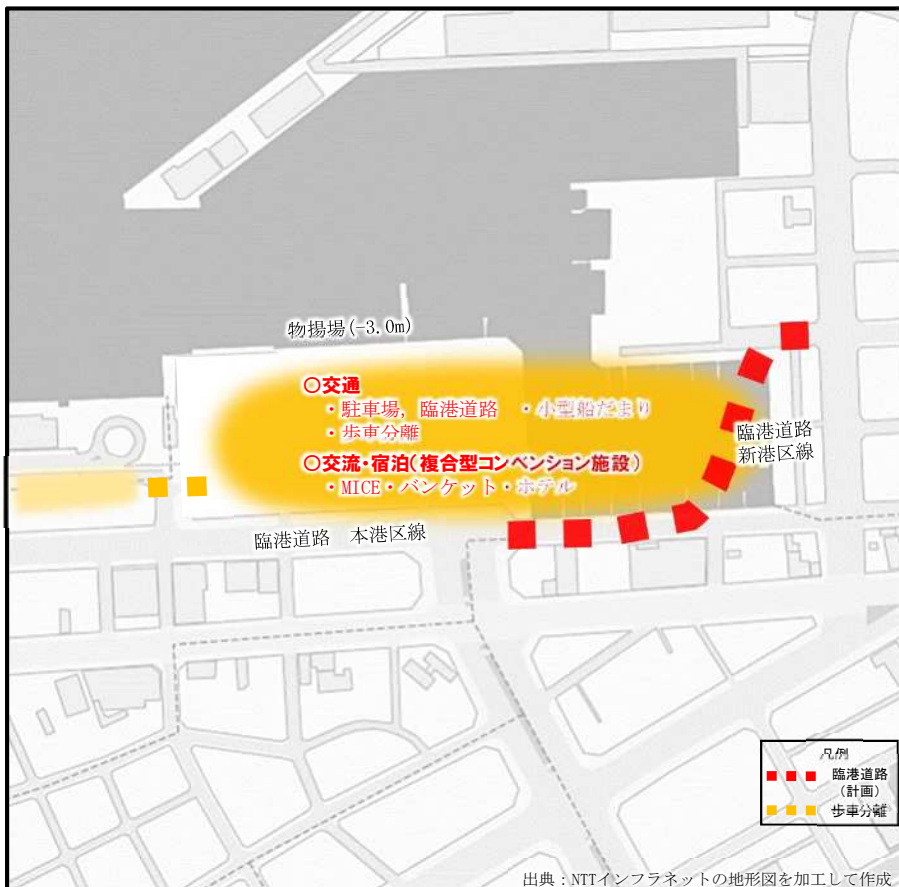 物揚場(-3.0m)
○交通
・駐車場, 臨港道路 ・小型船だまり
・歩車分離
○交流・宿泊(複合型コンベンション施設)
・MICE・バンケット・ホテル
臨港道路
新港区線
臨港道路 本港区線
凡例
臨港道路
(計画)
歩車分離
出典：NTTインフラネットの地形図を加工して作成